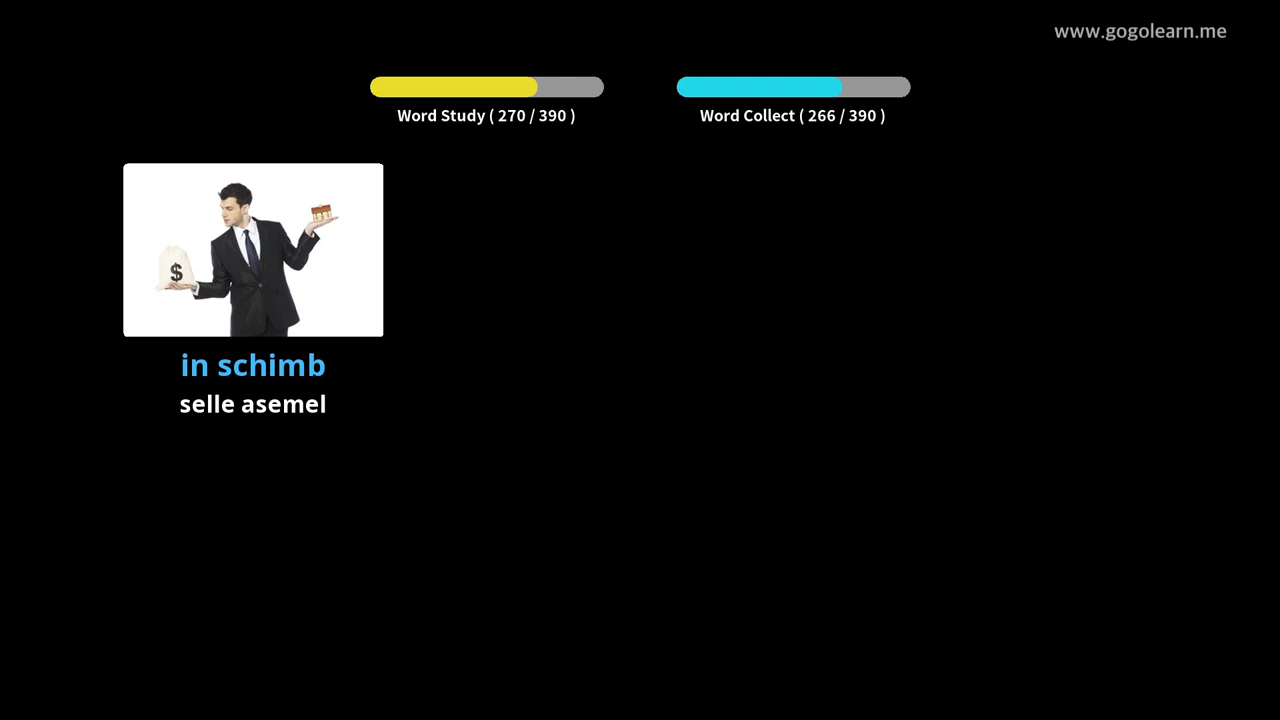 www.gogolearn.me
Word Study ( 270 / 390 )
Word Collect ( 266 / 390 )
$
in schimb
selle asemel